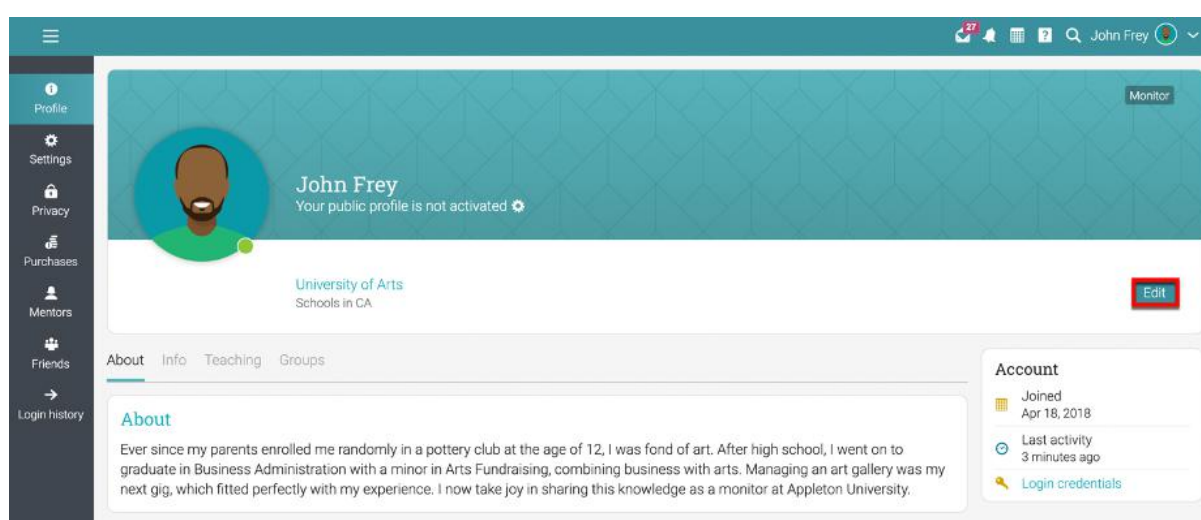 27
John Frey
Profile
Settings
Privacy
Purchases
Mentors
Friends
Login history
Monitor
John Frey
Your public profile is not activated
University of Arts
Schools in CA
Edit
About Info Teaching Groups
About
Ever since my parents enrolled me randomly in a pottery club at the age of 12, I was fond of art. After high school, I went on to
graduate in Business Administration with a minor in Arts Fundraising, combining business with arts. Managing an art gallery was my
next gig, which fitted perfectly with my experience. I now take joy in sharing this knowledge as a monitor at Appleton University.
Account
Joined
Apr 18, 2018
Last activity
3 minutes ago
Login credentials